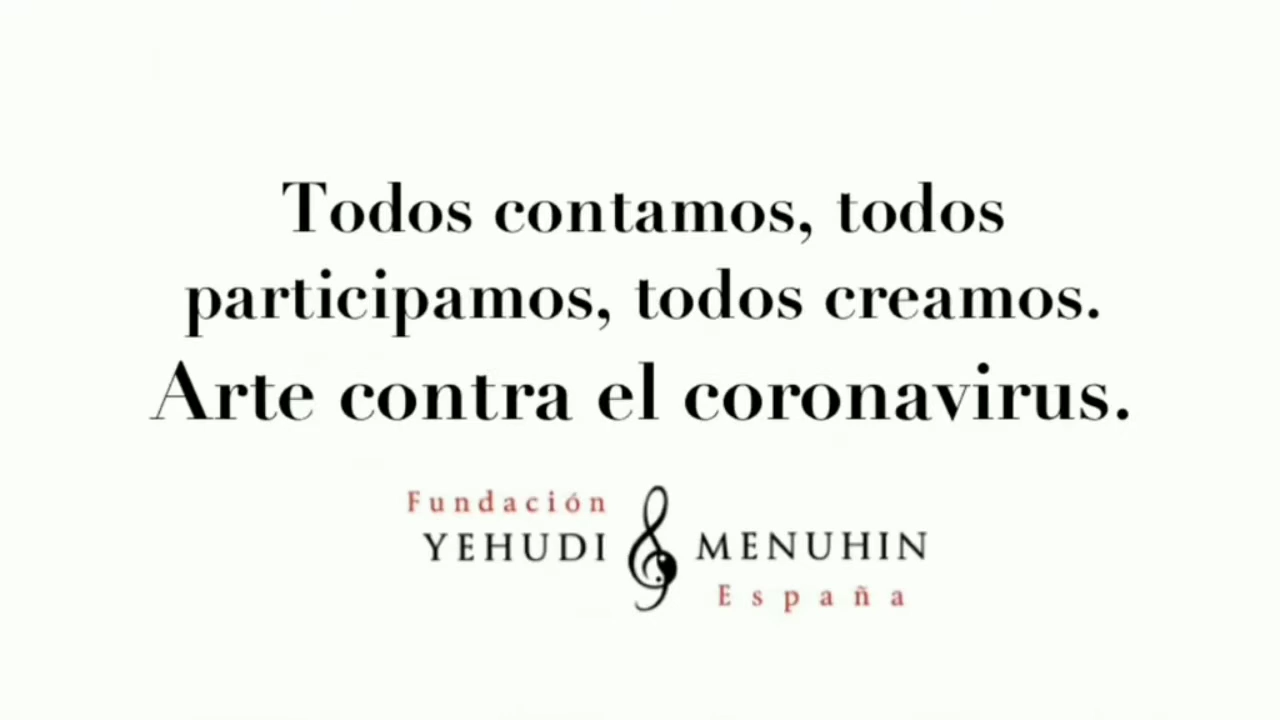 Todos contamos, todos
participamos, todos creamos.
Arte contra el coronavirus.
Fundación
YEHUDI MENUHIN
España